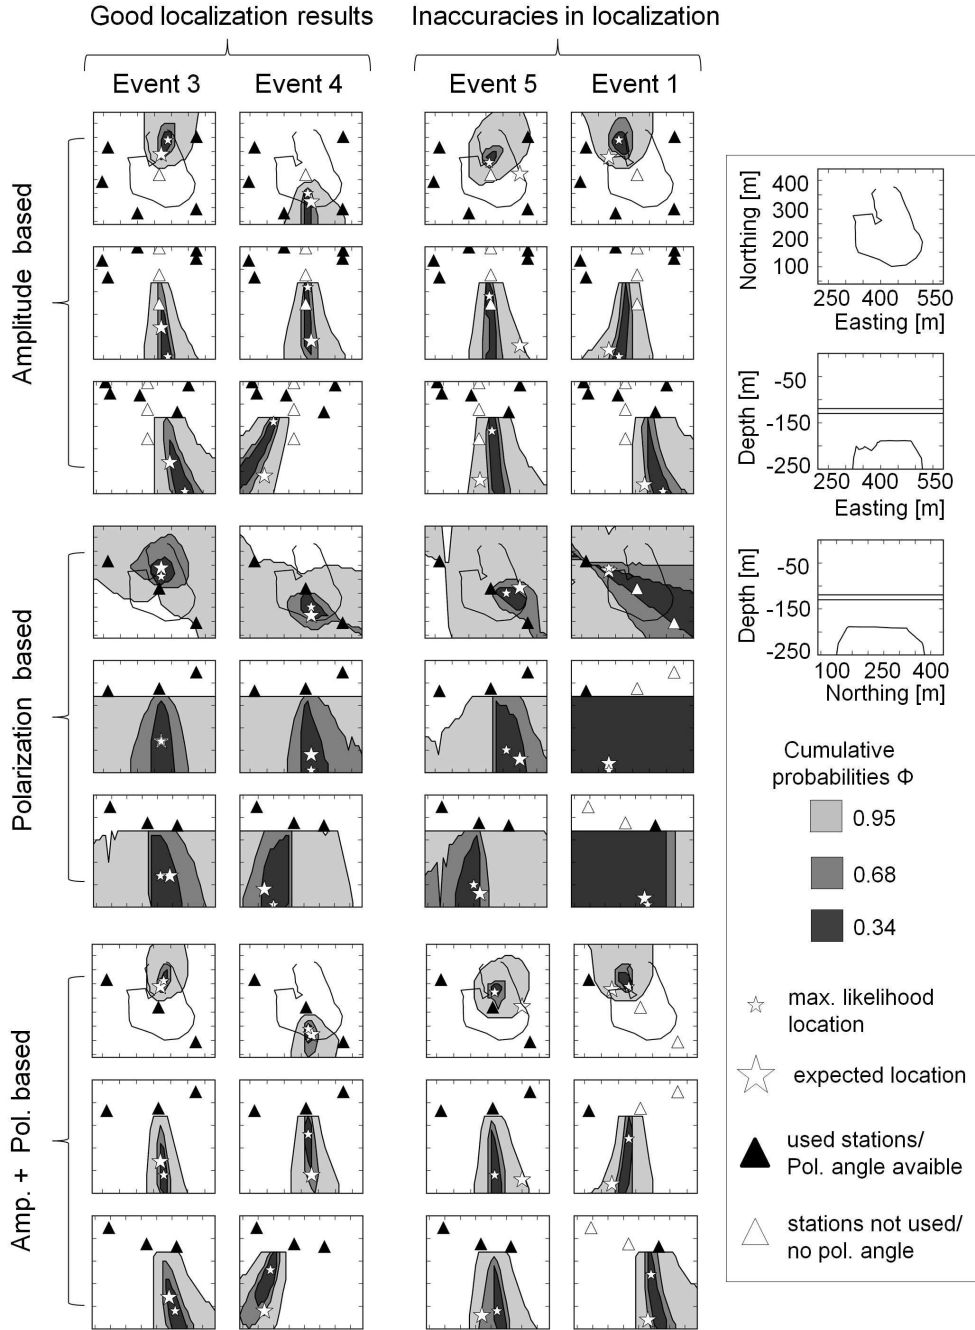 Good localization results
Inaccuracies in localization
Event 3
Event 4
Event 5
Event 1
Amplitude based
Polarization based
Amp. + Pol. based
Northing [m]
400
300
200
100
250 400 550
Easting [m]
Depth [m]
-50
-150
-250
250 400 550
Easting [m]
Depth [m]
-50
-150
-250
100 250 400
Northing [m]
Cumulative
probabilities Φ
0.95
0.68
0.34
max. likelihood
location
expected location
used stations/
Pol. angle avaible
stations not used/
no pol. angle